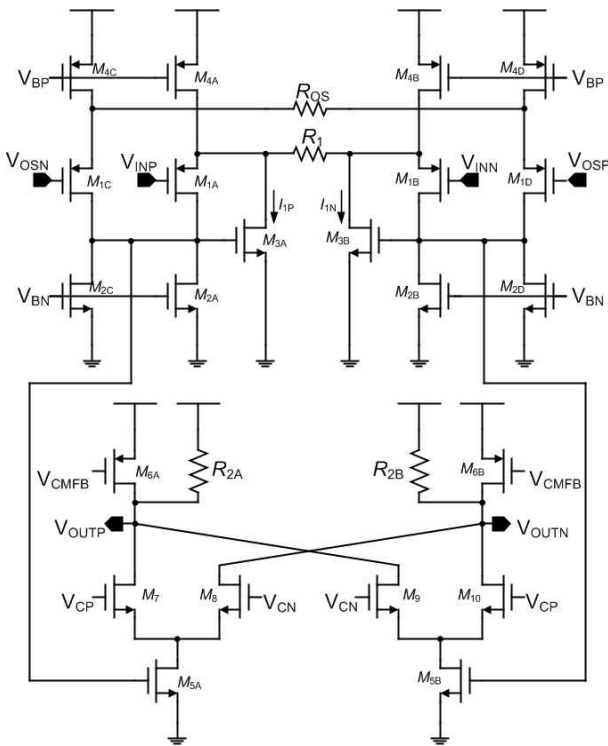 M4C M4A M4B M4D
VBP VBP
ROS
R1
VOSN VINP VINN VOSP
M1C M1A M1B M1D
I1P I1N
M3A M3B
M2C M2A M2B M2D
VBN VBN
M6A R2A R2B M6B
VCMFB VCMFB
VOUTP VOUTN
M7 M8 M9 M10
VCP VCN VCN VCP
M5A M5B